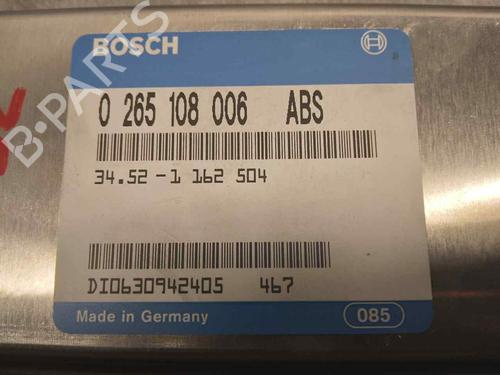 BOSCH
0 265 108 006 ABS
34.52-1 162 504
DI0630942405 467
Made in Germany 085
B-PARTS